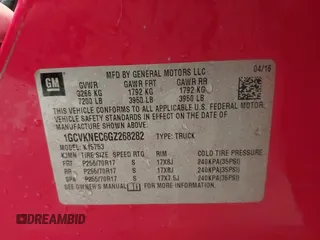 GM
MFD BY GENERAL MOTORS LLC 04/16
GVWR GAWR FRT GAWR RR
3266 KG 1792 KG 1792 KG
7200 LB 3950 LB 3950 LB
THIS VEHICLE CONFORMS TO ALL APPLICABLE U.S. FEDERAL MOTOR
VEHICLE SAFETY STANDARDS IN EFFECT ON THE DATE OF
MANUFACTURE SHOWN ABOVE.
1GCVKNEC6GZ268282 TYPE: TRUCK
MODEL: K15753
TIRE SIZE SPEED RTG RIM COLD TIRE PRESSURE
FRT P255/70R17 S 17X8J 240KPA(35PSI)
RR P255/70R17 S 17X8J 240KPA(35PSI)
SPA P265/70R17 S 17X7.5J 240KPA(35PSI)
SEE OWNER'S MANUAL FOR ADDITIONAL INFORMATION.
DREAMBID